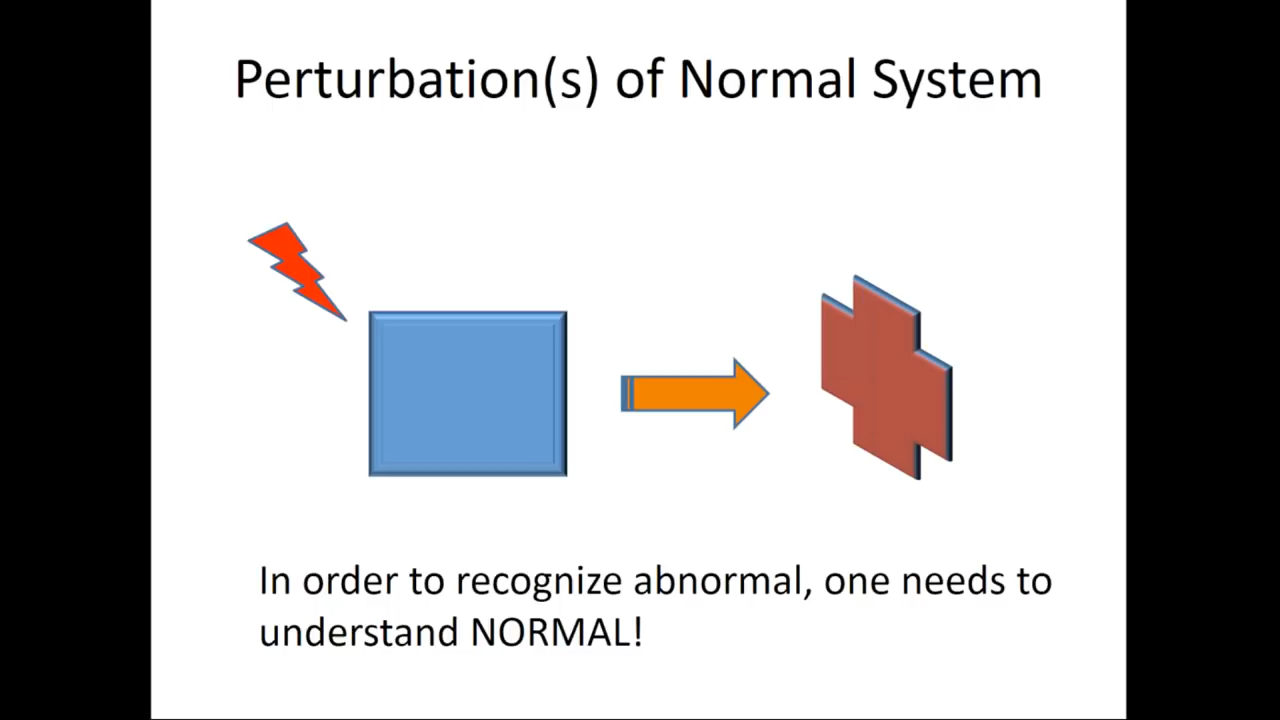 Perturbation(s) of Normal System
In order to recognize abnormal, one needs to
understand NORMAL!